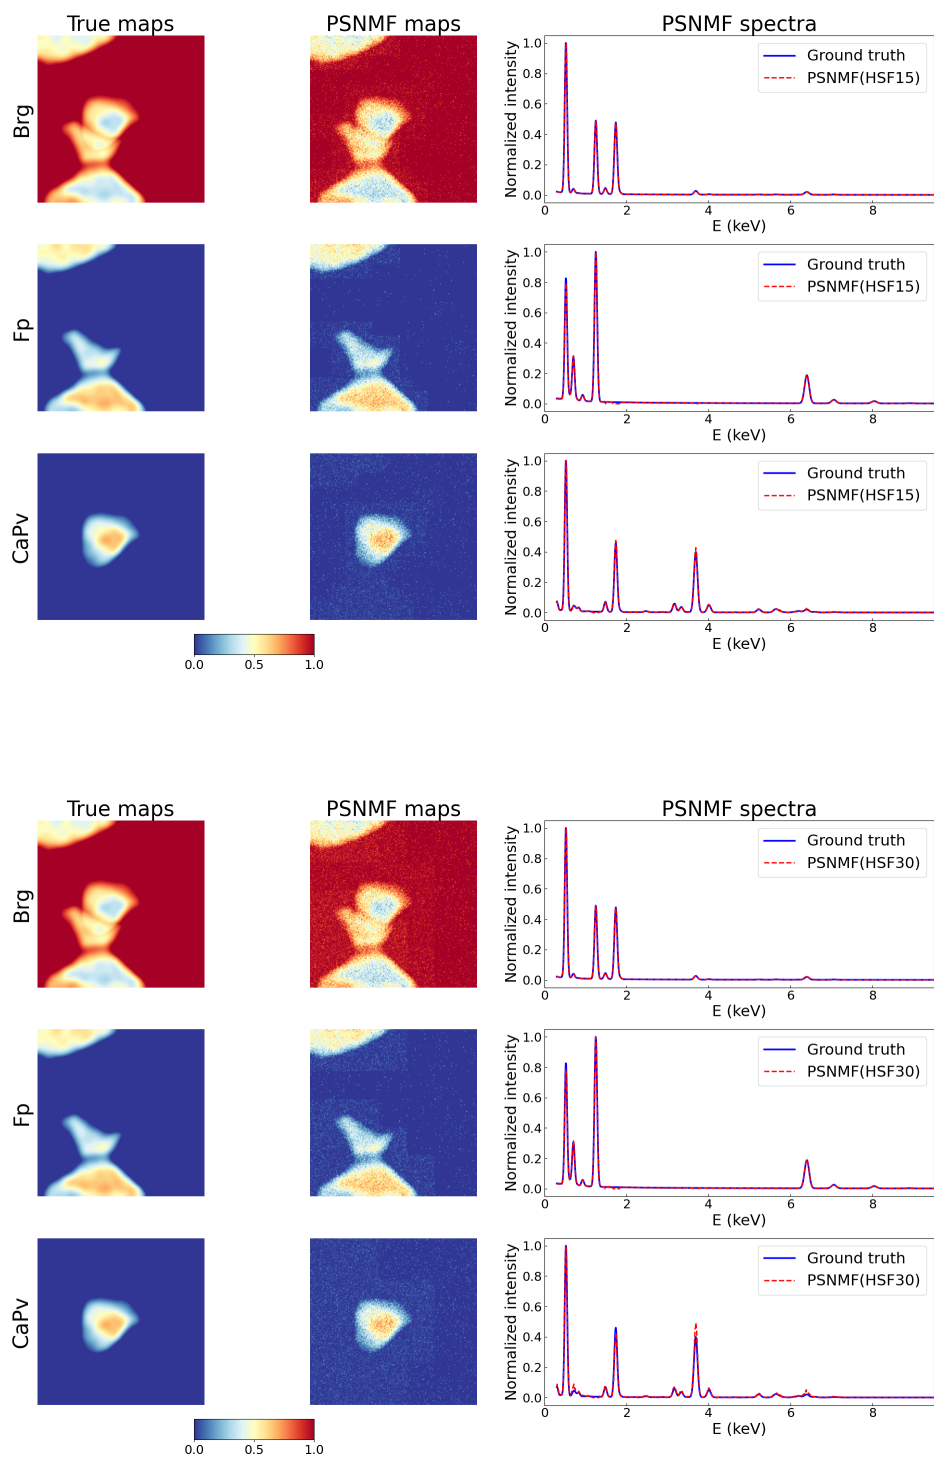 True maps PSNMF maps PSNMF spectra
Brg
Normalized intensity
1.0
0.8
0.6
0.4
0.2
0.0
Ground truth
PSNMF(HSF15)
0 2 4 6 8
E (keV)
Fp
Normalized intensity
1.0
0.8
0.6
0.4
0.2
0.0
Ground truth
PSNMF(HSF15)
0 2 4 6 8
E (keV)
CaPv
Normalized intensity
1.0
0.8
0.6
0.4
0.2
0.0
Ground truth
PSNMF(HSF15)
0 2 4 6 8
E (keV)
0.0 0.5 1.0
True maps PSNMF maps PSNMF spectra
Brg
Normalized intensity
1.0
0.8
0.6
0.4
0.2
0.0
Ground truth
PSNMF(HSF30)
0 2 4 6 8
E (keV)
Fp
Normalized intensity
1.0
0.8
0.6
0.4
0.2
0.0
Ground truth
PSNMF(HSF30)
0 2 4 6 8
E (keV)
CaPv
Normalized intensity
1.0
0.8
0.6
0.4
0.2
0.0
Ground truth
PSNMF(HSF30)
0 2 4 6 8
E (keV)
0.0 0.5 1.0